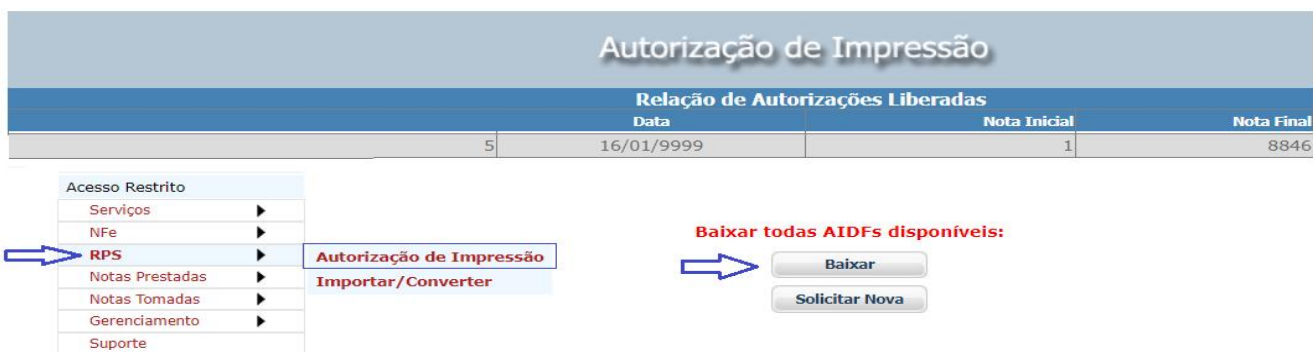 Autorização de Impressão
Relação de Autorizações Liberadas
Data Nota Inicial Nota Final
5 16/01/9999 1 8846
Acesso Restrito
Serviços
NFe
RPS
Notas Prestadas
Notas Tomadas
Gerenciamento
Suporte
Autorização de Impressão
Importar/Converter
Baixar todas AIDFs disponíveis:
Baixar
Solicitar Nova